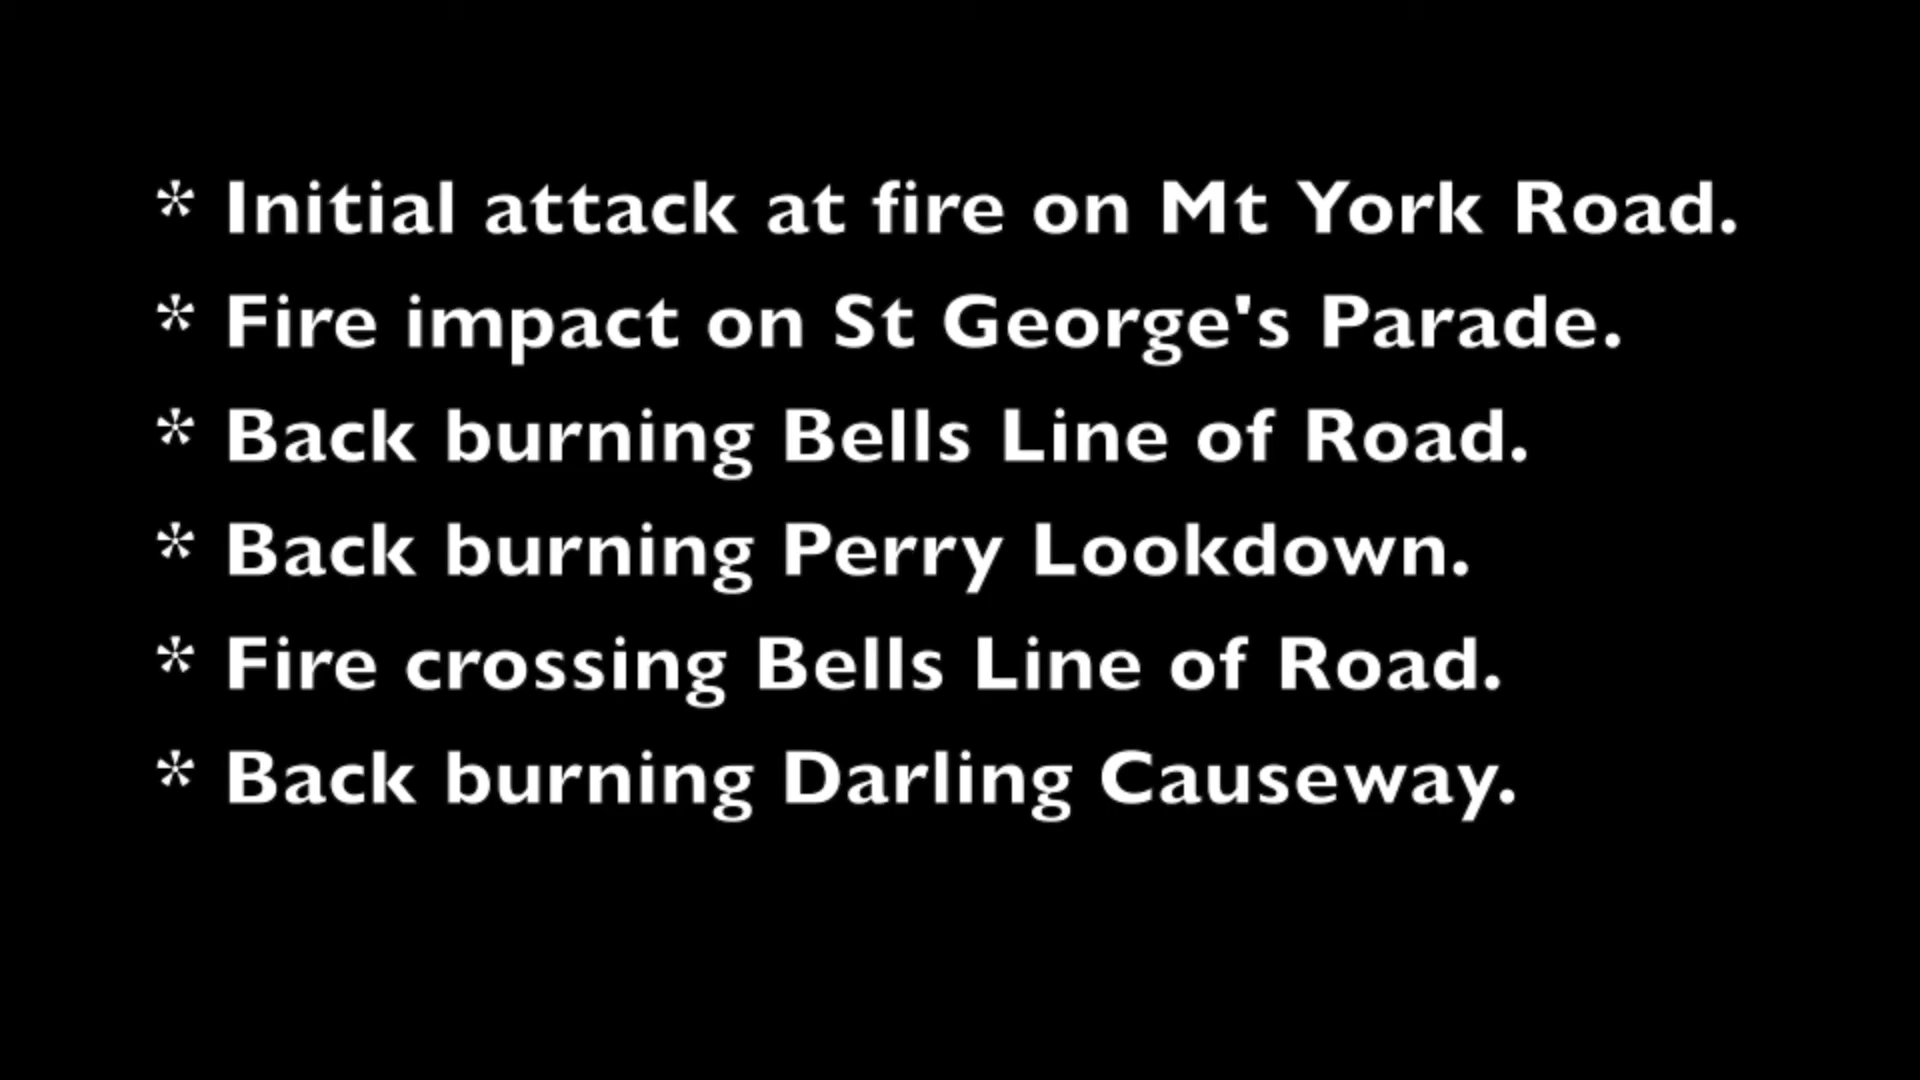 * Initial attack at fire on Mt York Road.
* Fire impact on St George's Parade.
* Back burning Bells Line of Road.
* Back burning Perry Lookdown.
* Fire crossing Bells Line of Road.
* Back burning Darling Causeway.